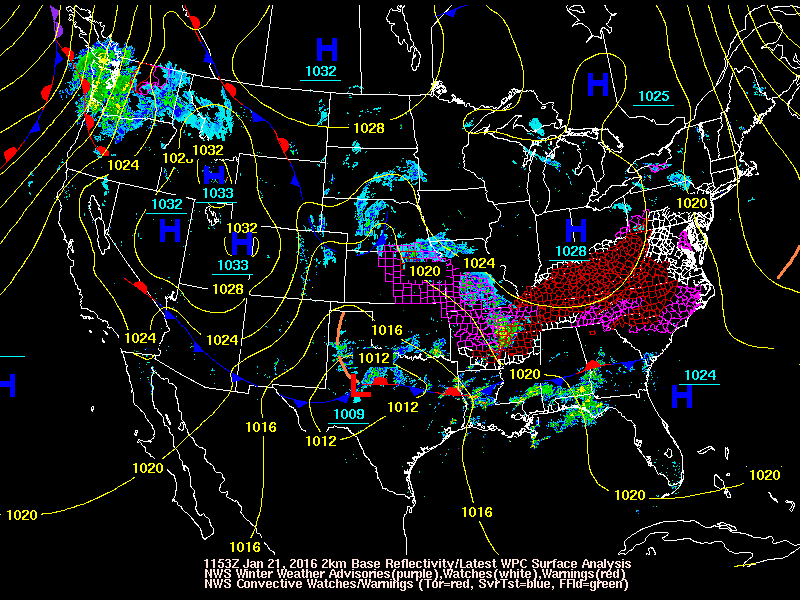 H
1032
H
1025
1028
1032
1024
H
1033
1032
1020
H
1032
H
1033
H
1028
1024
1020
1028
1016
1024
1024
1012
1020
1024
H
H
L
1009
1012
1016
1012
1020
1020
1020
1020
1016
1016
1153Z Jan 21, 2016 2km Base Reflectivity/Latest WPC Surface Analysis
NWS Winter Weather Advisories(purple),Watches(white),Warnings(red)
NWS Convective Watches/Warnings (Tor=red, SvrTst=blue, FFld=green)